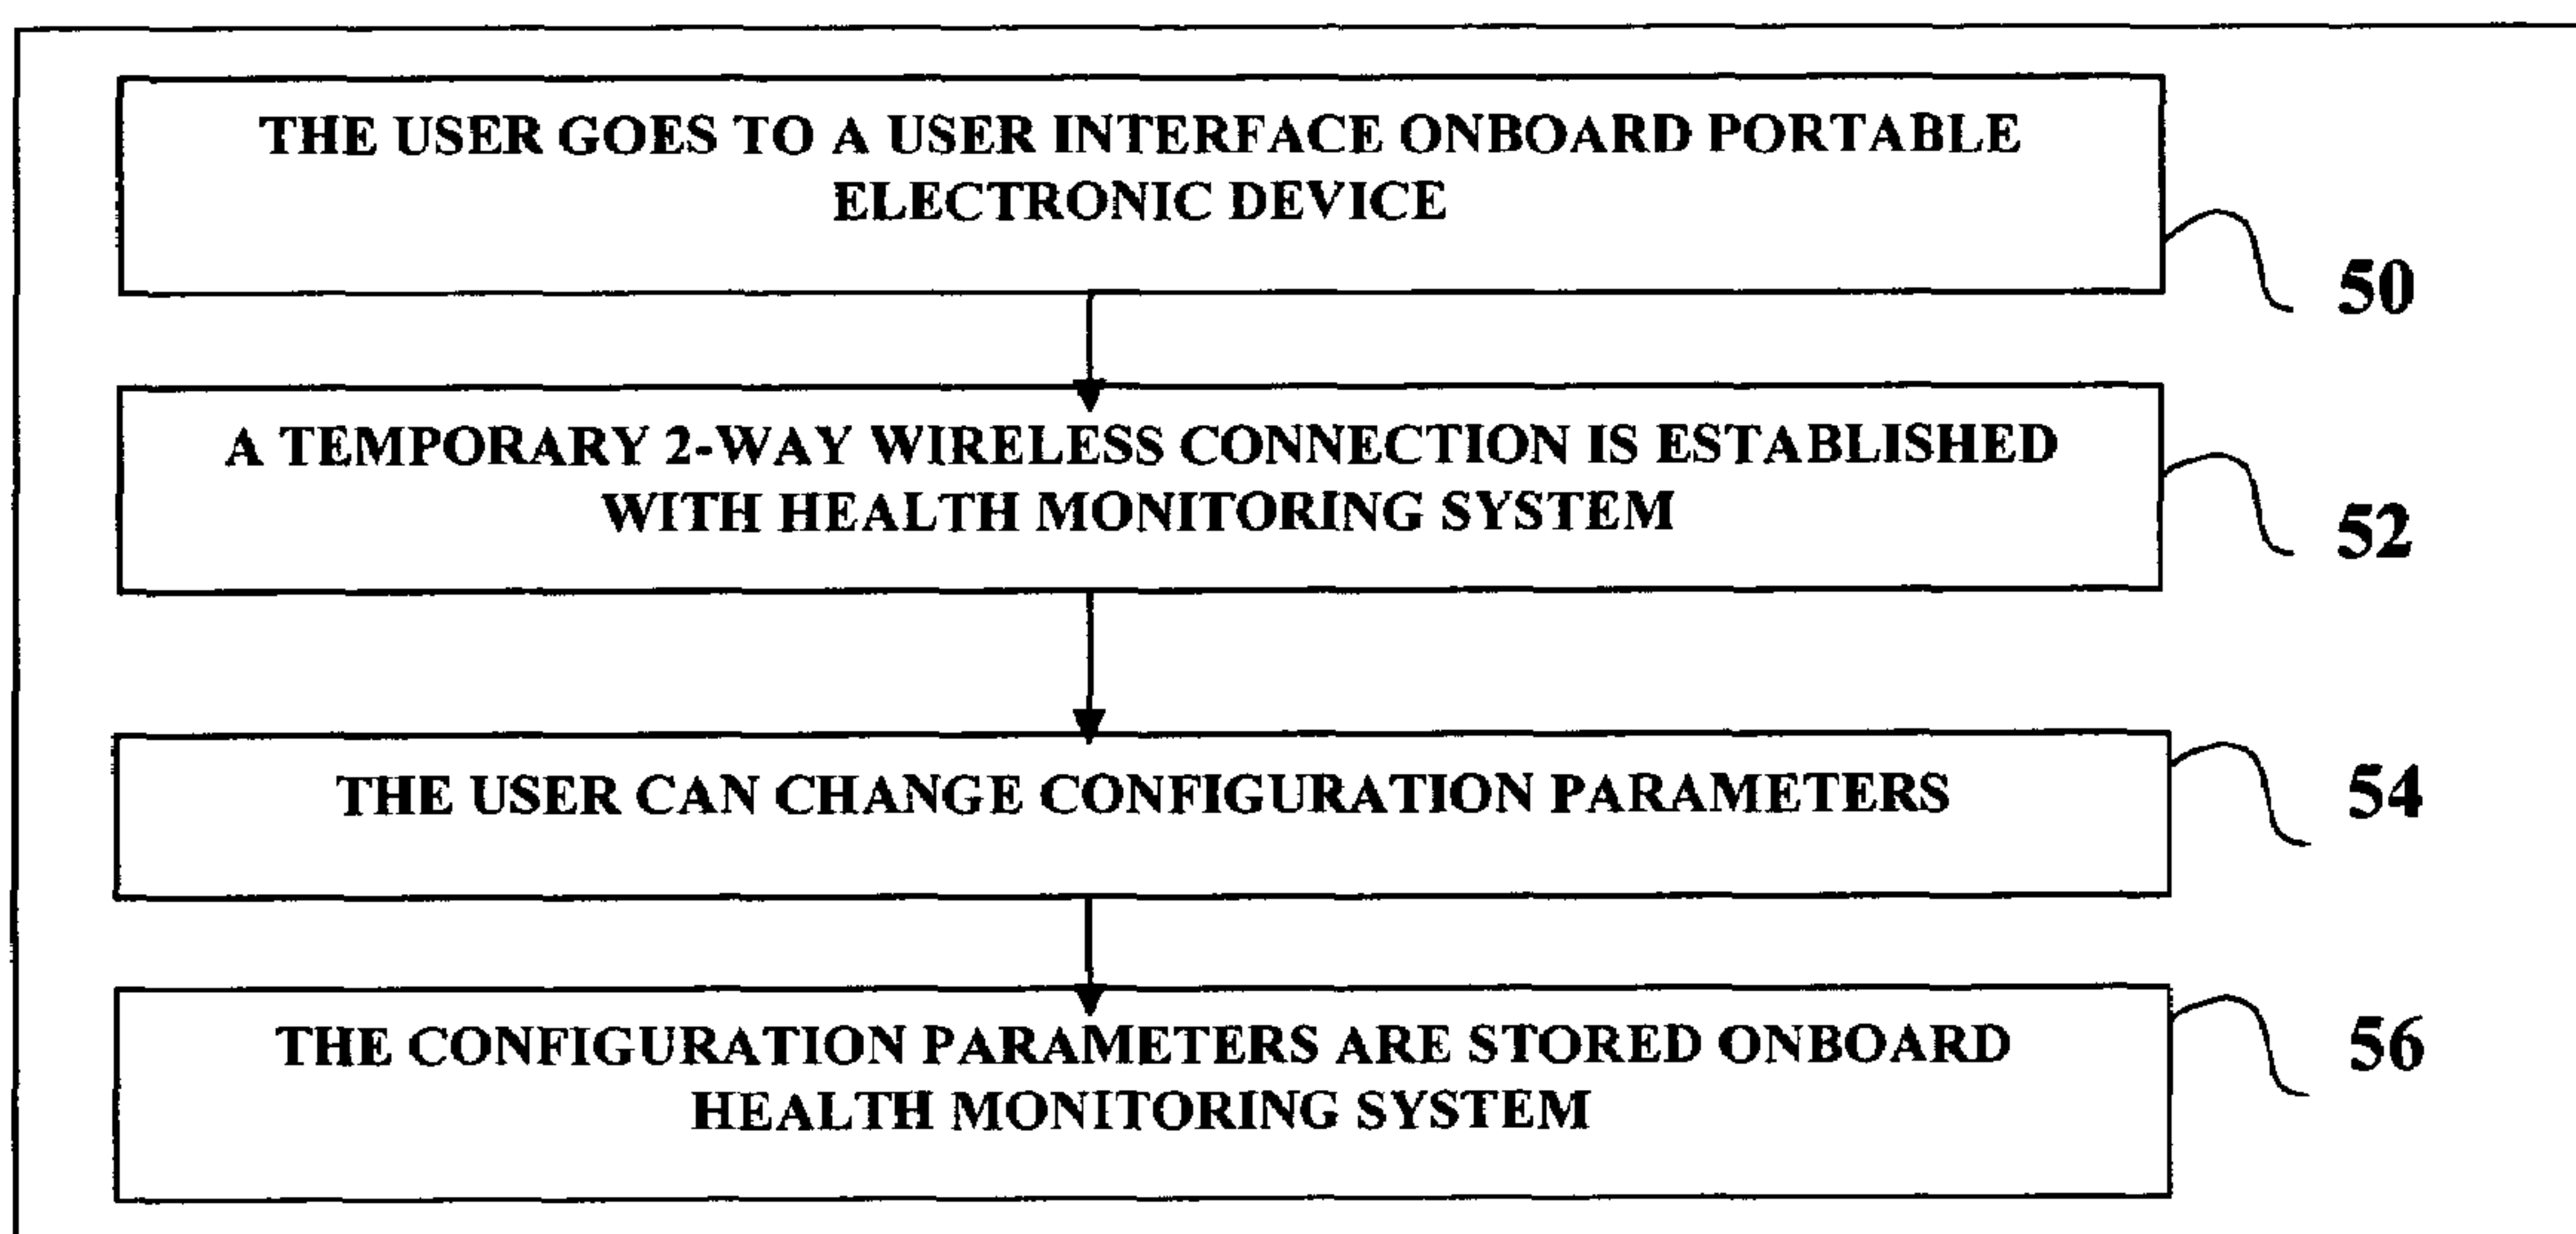 THE USER GOES TO A USER INTERFACE ONBOARD PORTABLE
ELECTRONIC DEVICE
50
A TEMPORARY 2-WAY WIRELESS CONNECTION IS ESTABLISHED
WITH HEALTH MONITORING SYSTEM
52
THE USER CAN CHANGE CONFIGURATION PARAMETERS
54
THE CONFIGURATION PARAMETERS ARE STORED ONBOARD
HEALTH MONITORING SYSTEM
56